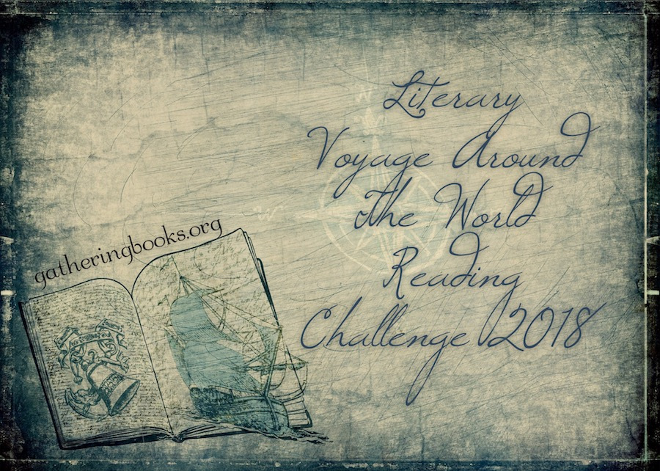 Literary
Voyage Around
the World
Reading
Challenge 2018
gatheringbooks.org